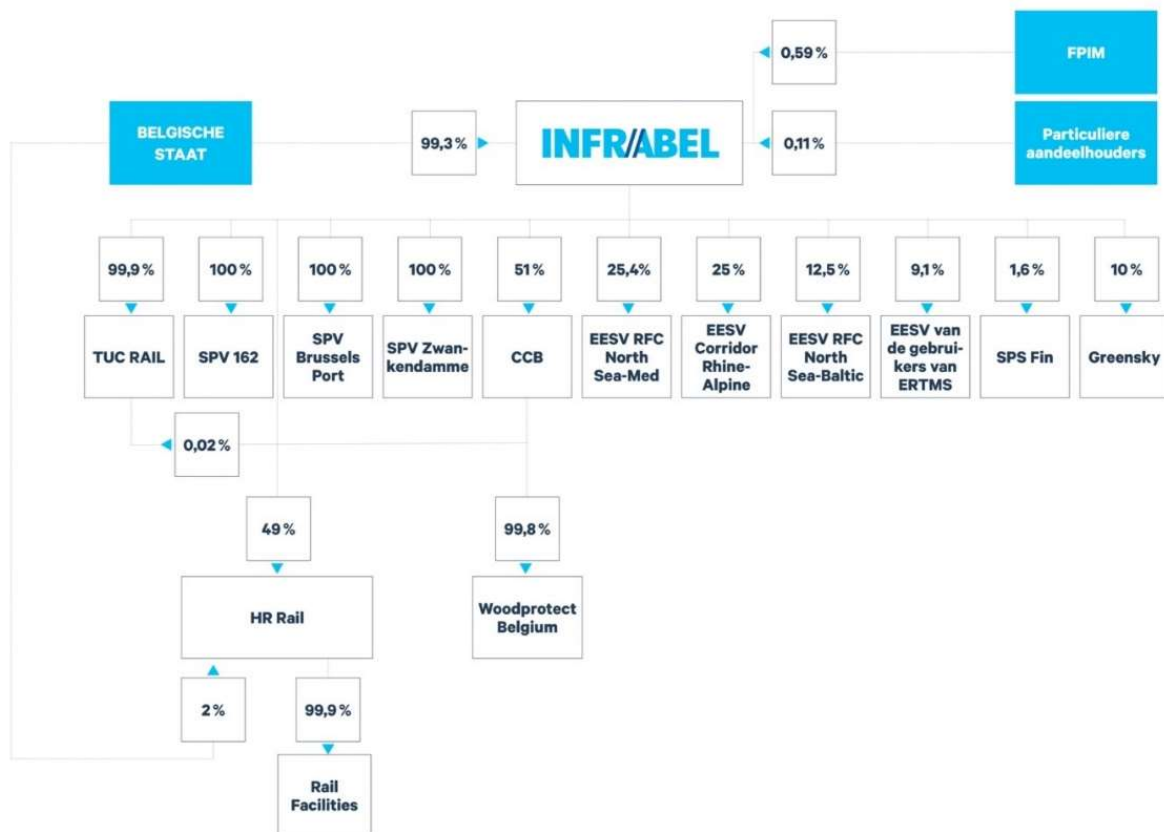 0,59 %
FPIM
BELGISCHE
STAAT
99,3 %
INFR//ABEL
0,11 %
Particuliere
aandeelhouders
99,9 %
100 %
100 %
100 %
51 %
25,4%
25 %
12,5 %
9,1 %
1,6 %
10 %
TUC RAIL
SPV 162
SPV
Brussels
Port
SPV Zwan-
kendamme
CCB
EESV RFC
North
Sea-Med
EESV
Corridor
Rhine-
Alpine
EESV RFC
North
Sea-Baltic
EESV van
de gebrui-
kers van
ERTMS
SPS Fin
Greensky
0,02 %
49 %
99,8 %
HR Rail
Woodprotect
Belgium
2 %
99,9 %
Rail
Facilities